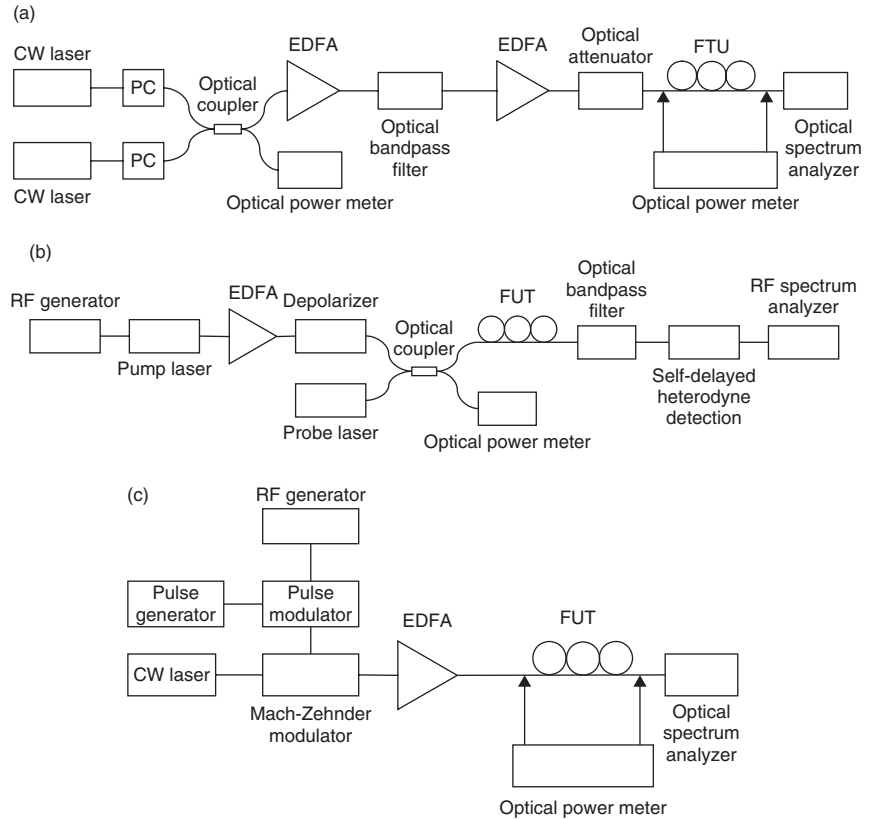 (a)
CW laser
PC
Optical
coupler
EDFA
Optical
bandpass
filter
EDFA
Optical
attenuator
FTU
Optical
spectrum
analyzer
PC
CW laser
Optical power meter
Optical power meter
(b)
RF generator
Pump laser
EDFA
Depolarizer
Optical
coupler
FUT
Optical
bandpass
filter
Self-delayed
heterodyne
detection
RF spectrum
analyzer
Probe laser
Optical power meter
(c)
RF generator
Pulse
generator
Pulse
modulator
CW laser
Mach-Zehnder
modulator
EDFA
FUT
Optical
spectrum
analyzer
Optical power meter